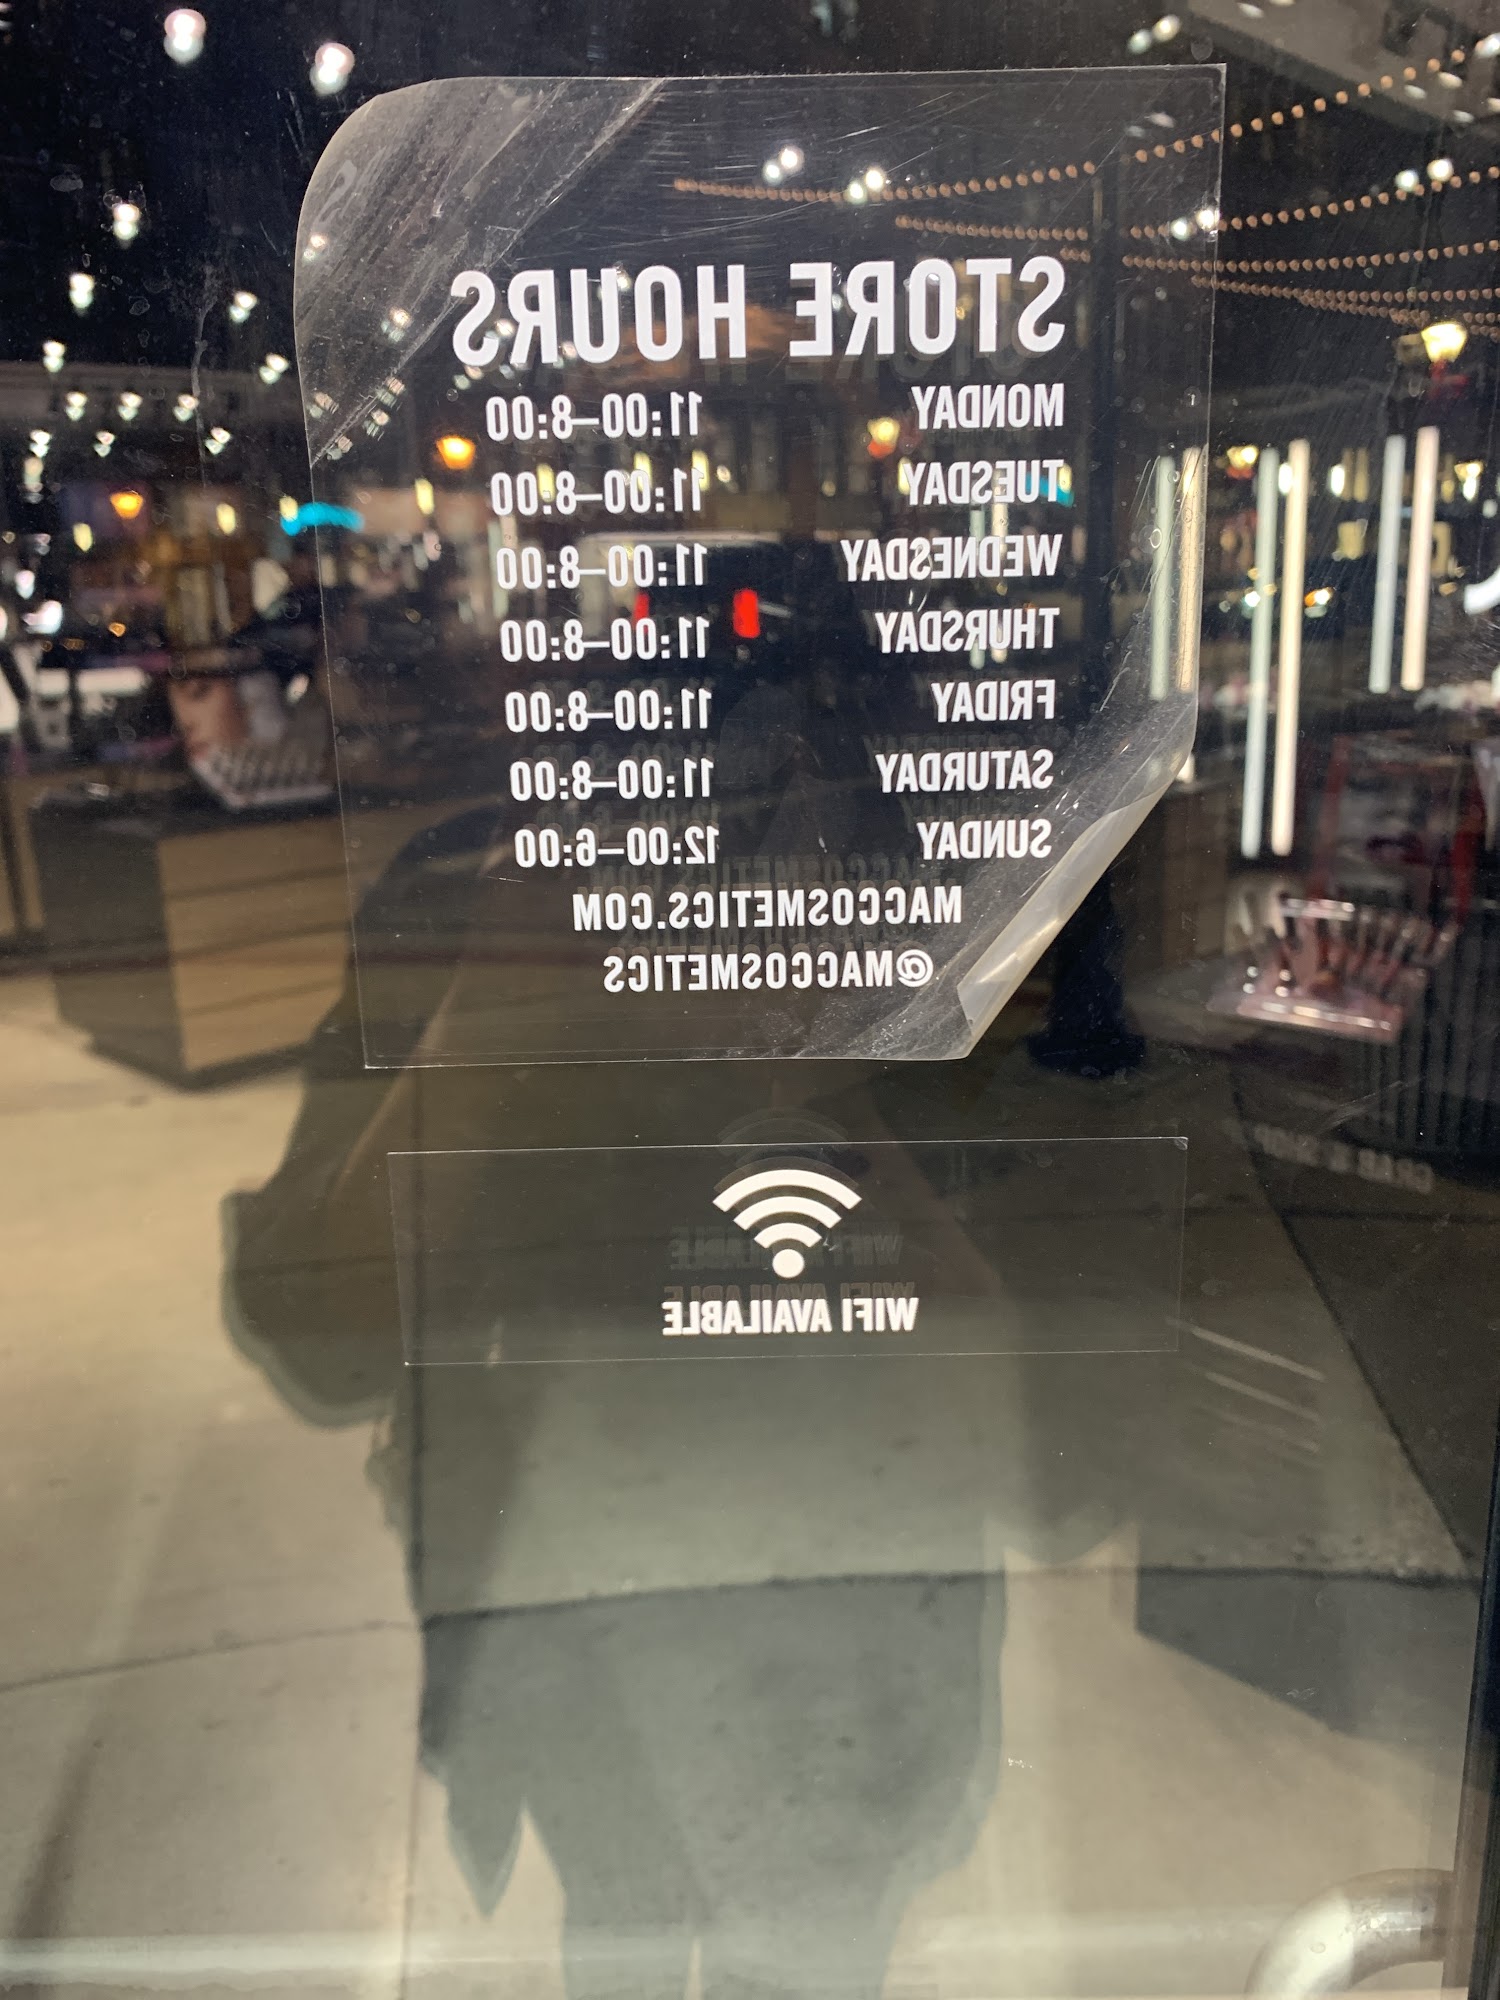 STORE HOURS
MONDAY 11:00–8:00
TUESDAY 11:00–8:00
WEDNESDAY 11:00–8:00
THURSDAY 11:00–8:00
FRIDAY 11:00–8:00
SATURDAY 11:00–8:00
SUNDAY 12:00–6:00
MACCOSMETICS.COM
@MACCOSMETICS
WIFI AVAILABLE